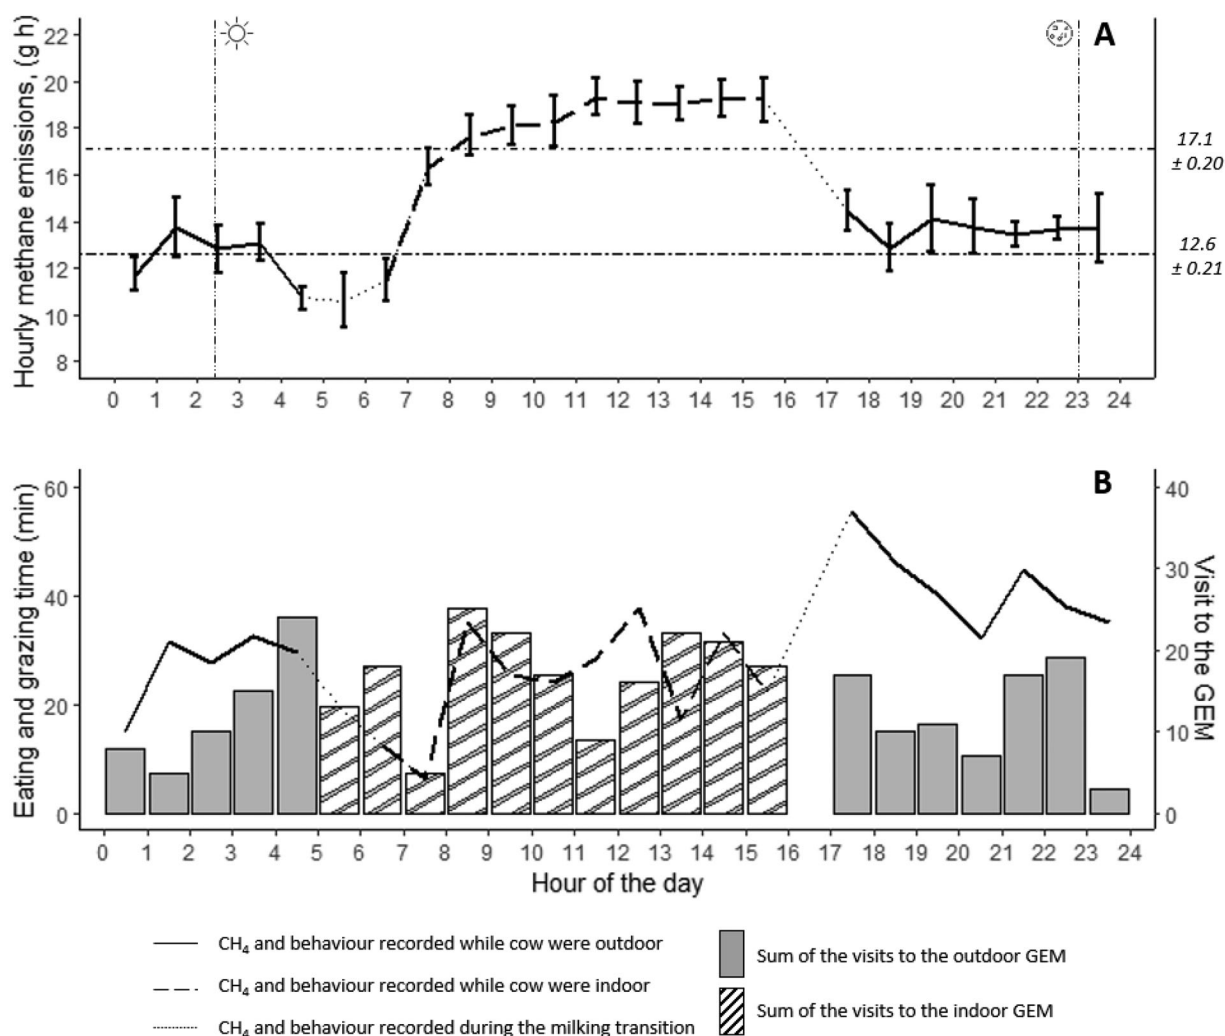 A
Hourly methane emissions, (g h)
22
20
18
16
14
12
10
8
17.1
± 0.20
12.6
± 0.21
0 1 2 3 4 5 6 7 8 9 10 11 12 13 14 15 16 17 18 19 20 21 22 23 24
B
Eating and grazing time (min)
60
40
20
0
40
30
20
10
0
Visit to the GEM
0 1 2 3 4 5 6 7 8 9 10 11 12 13 14 15 16 17 18 19 20 21 22 23 24
Hour of the day
CH₄ and behaviour recorded while cow were outdoor
CH₄ and behaviour recorded while cow were indoor
CH₄ and behaviour recorded during the milking transition
Sum of the visits to the outdoor GEM
Sum of the visits to the indoor GEM